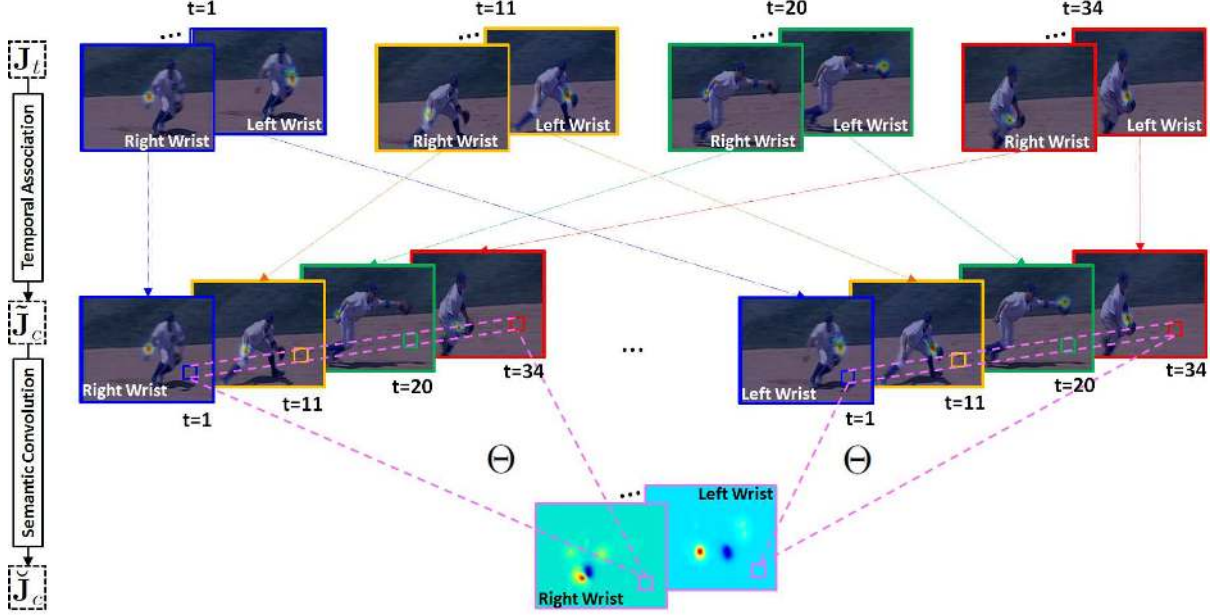 t=1 t=11 t=20 t=34
... ... ... ...
J_t
Left Wrist Left Wrist Left Wrist Left Wrist
Right Wrist Right Wrist Right Wrist Right Wrist
Temporal Association
J̃_c
...
Right Wrist Left Wrist
t=34 t=34
t=20 t=20
t=11 t=11
t=1 t=1
Semantic Convolution
Θ Θ
... Left Wrist
Right Wrist
J̆_c